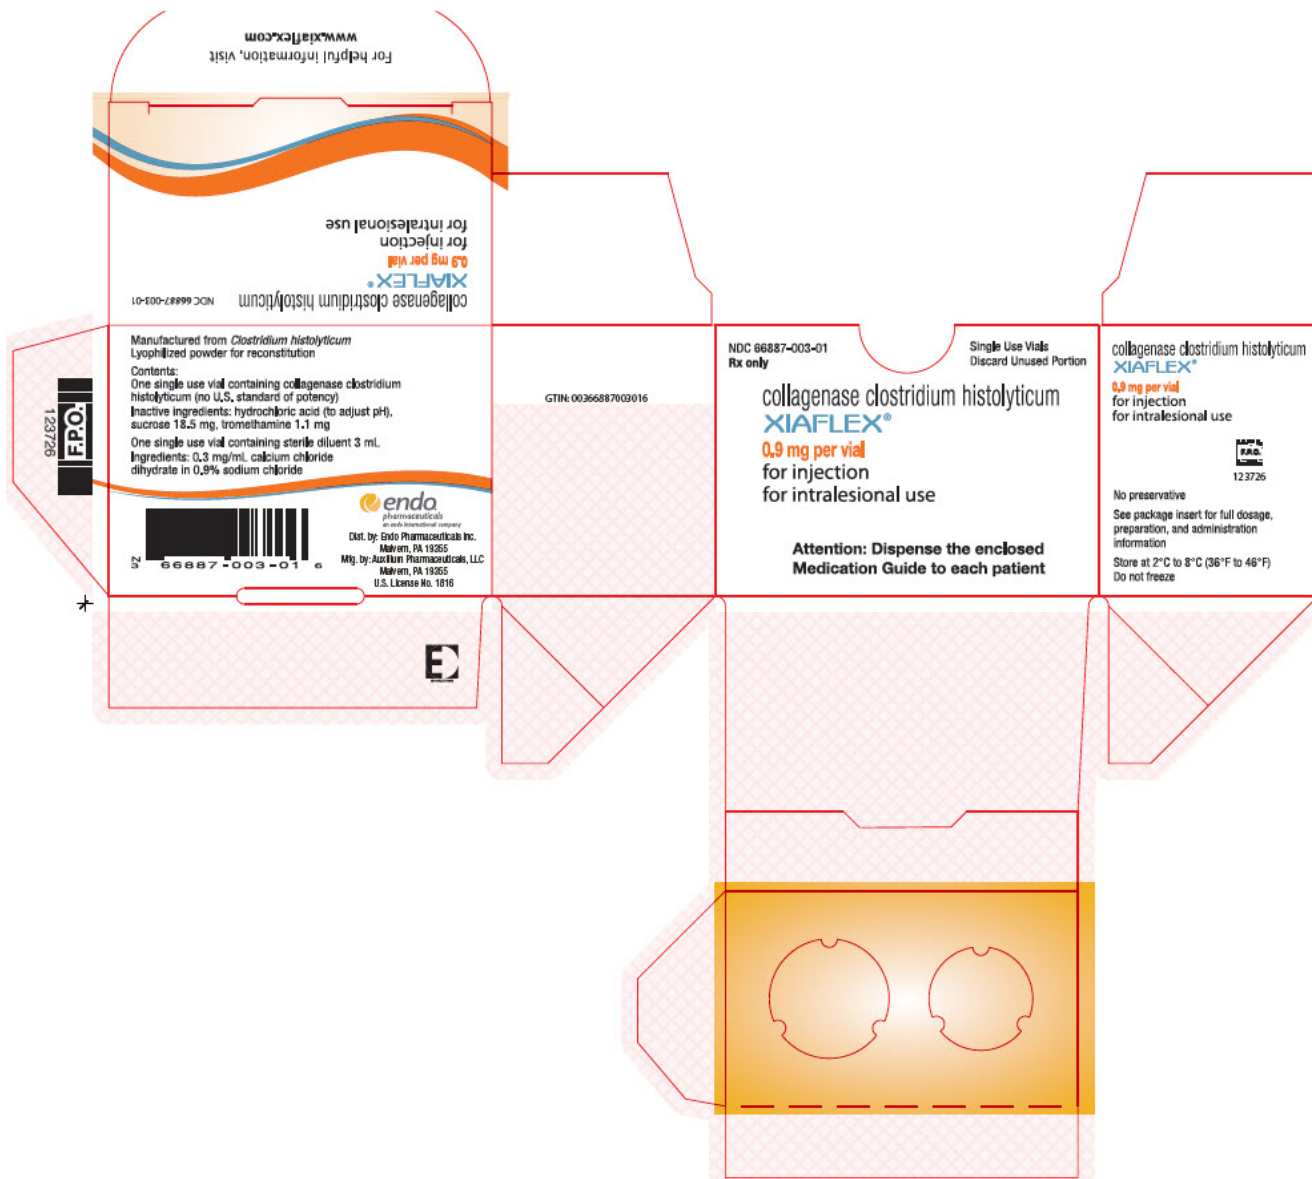 For helpful information, visit
www.xiaflex.com
NDC 66887-003-01
collagenase clostridium histolyticum
XIAFLEX®
0.9 mg per vial
for injection
for intralesional use
Manufactured from Clostridium histolyticum
Lyophilized powder for reconstitution
Contents:
One single use vial containing collagenase clostridium
histolyticum (no U.S. standard of potency)
Inactive ingredients: hydrochloric acid (to adjust pH),
sucrose 18.5 mg, tromethamine 1.1 mg
One single use vial containing sterile diluent 3 mL
Ingredients: 0.3 mg/mL calcium chloride
dihydrate in 0.9% sodium chloride
F.P.O.
123726
endo
pharmaceuticals
an endo international company
Dist. by: Endo Pharmaceuticals Inc.
Malvern, PA 19355
Mfg. by: Auxilium Pharmaceuticals, LLC
Malvern, PA 19355
U.S. License No. 1816
3 N 66887-003-01 6
E
GTIN: 00366887003016
NDC 66887-003-01
Rx only
Single Use Vials
Discard Unused Portion
collagenase clostridium histolyticum
XIAFLEX®
0.9 mg per vial
for injection
for intralesional use
Attention: Dispense the enclosed
Medication Guide to each patient
collagenase clostridium histolyticum
XIAFLEX®
0.9 mg per vial
for injection
for intralesional use
F.P.O.
123726
No preservative
See package insert for full dosage,
preparation, and administration
information
Store at 2°C to 8°C (36°F to 46°F)
Do not freeze